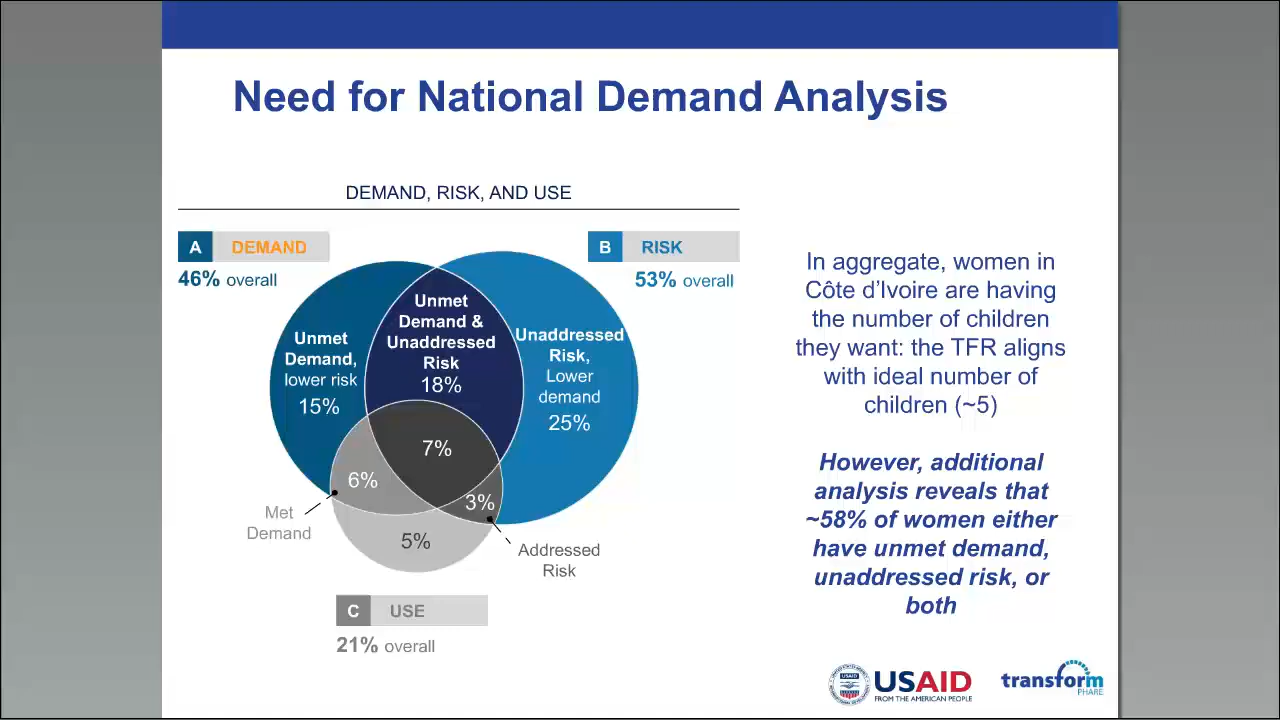 Need for National Demand Analysis
DEMAND, RISK, AND USE
A DEMAND
46% overall
B RISK
53% overall
Unmet
Demand,
lower risk
15%
Unmet
Demand &
Unaddressed
Risk
18%
Unaddressed
Risk,
Lower
demand
25%
7%
6%
3%
5%
Met
Demand
Addressed
Risk
C USE
21% overall
In aggregate, women in
Côte d’Ivoire are having
the number of children
they want: the TFR aligns
with ideal number of
children (~5)
However, additional
analysis reveals that
~58% of women either
have unmet demand,
unaddressed risk, or
both
USAID
FROM THE AMERICAN PEOPLE
transform
PHARE